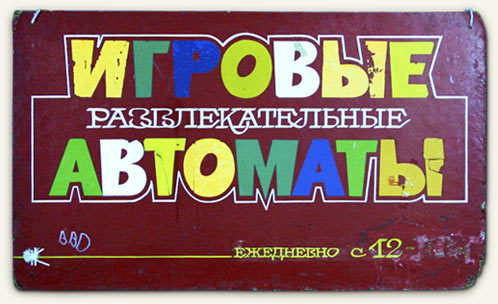 ИГРОВЫЕ
РАЗВЛЕКАТЕЛЬНЫЕ
АВТОМАТЫ
ЕЖЕДНЕВНО С 12